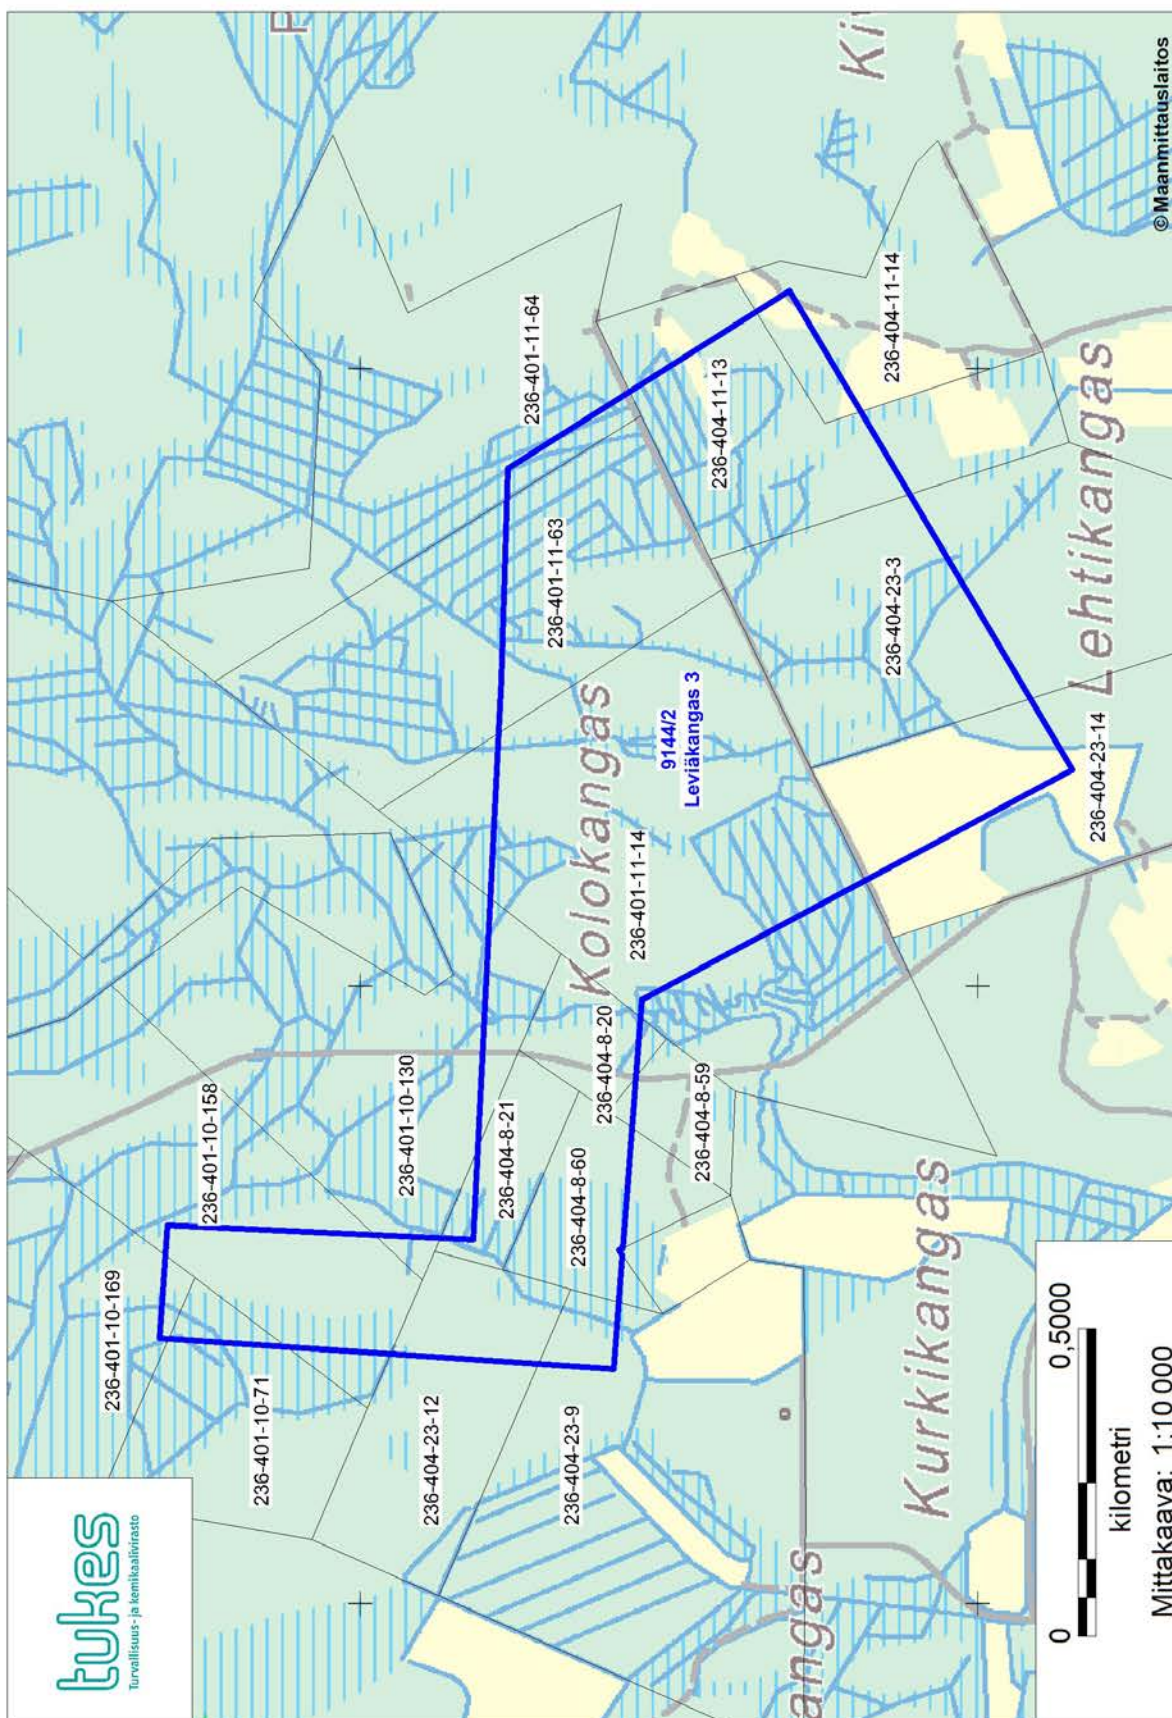 tukes
Turvallisuus- ja kemikaalivirasto
P
Ki
236-401-10-169
236-401-10-158
236-401-10-71
236-401-10-130
236-401-11-64
236-401-11-63
236-404-23-12
236-404-8-21
236-404-23-9
236-404-8-60
236-404-8-20
Kolokangas
236-401-11-14
9144/2
Leviäkangas 3
236-404-11-13
236-404-8-59
236-404-11-14
236-404-23-3
angas
Kurkikangas
236-404-23-14
Lehtikangas
0 0,5000
kilometri
Mittakaava: 1:10 000
© Maanmittauslaitos